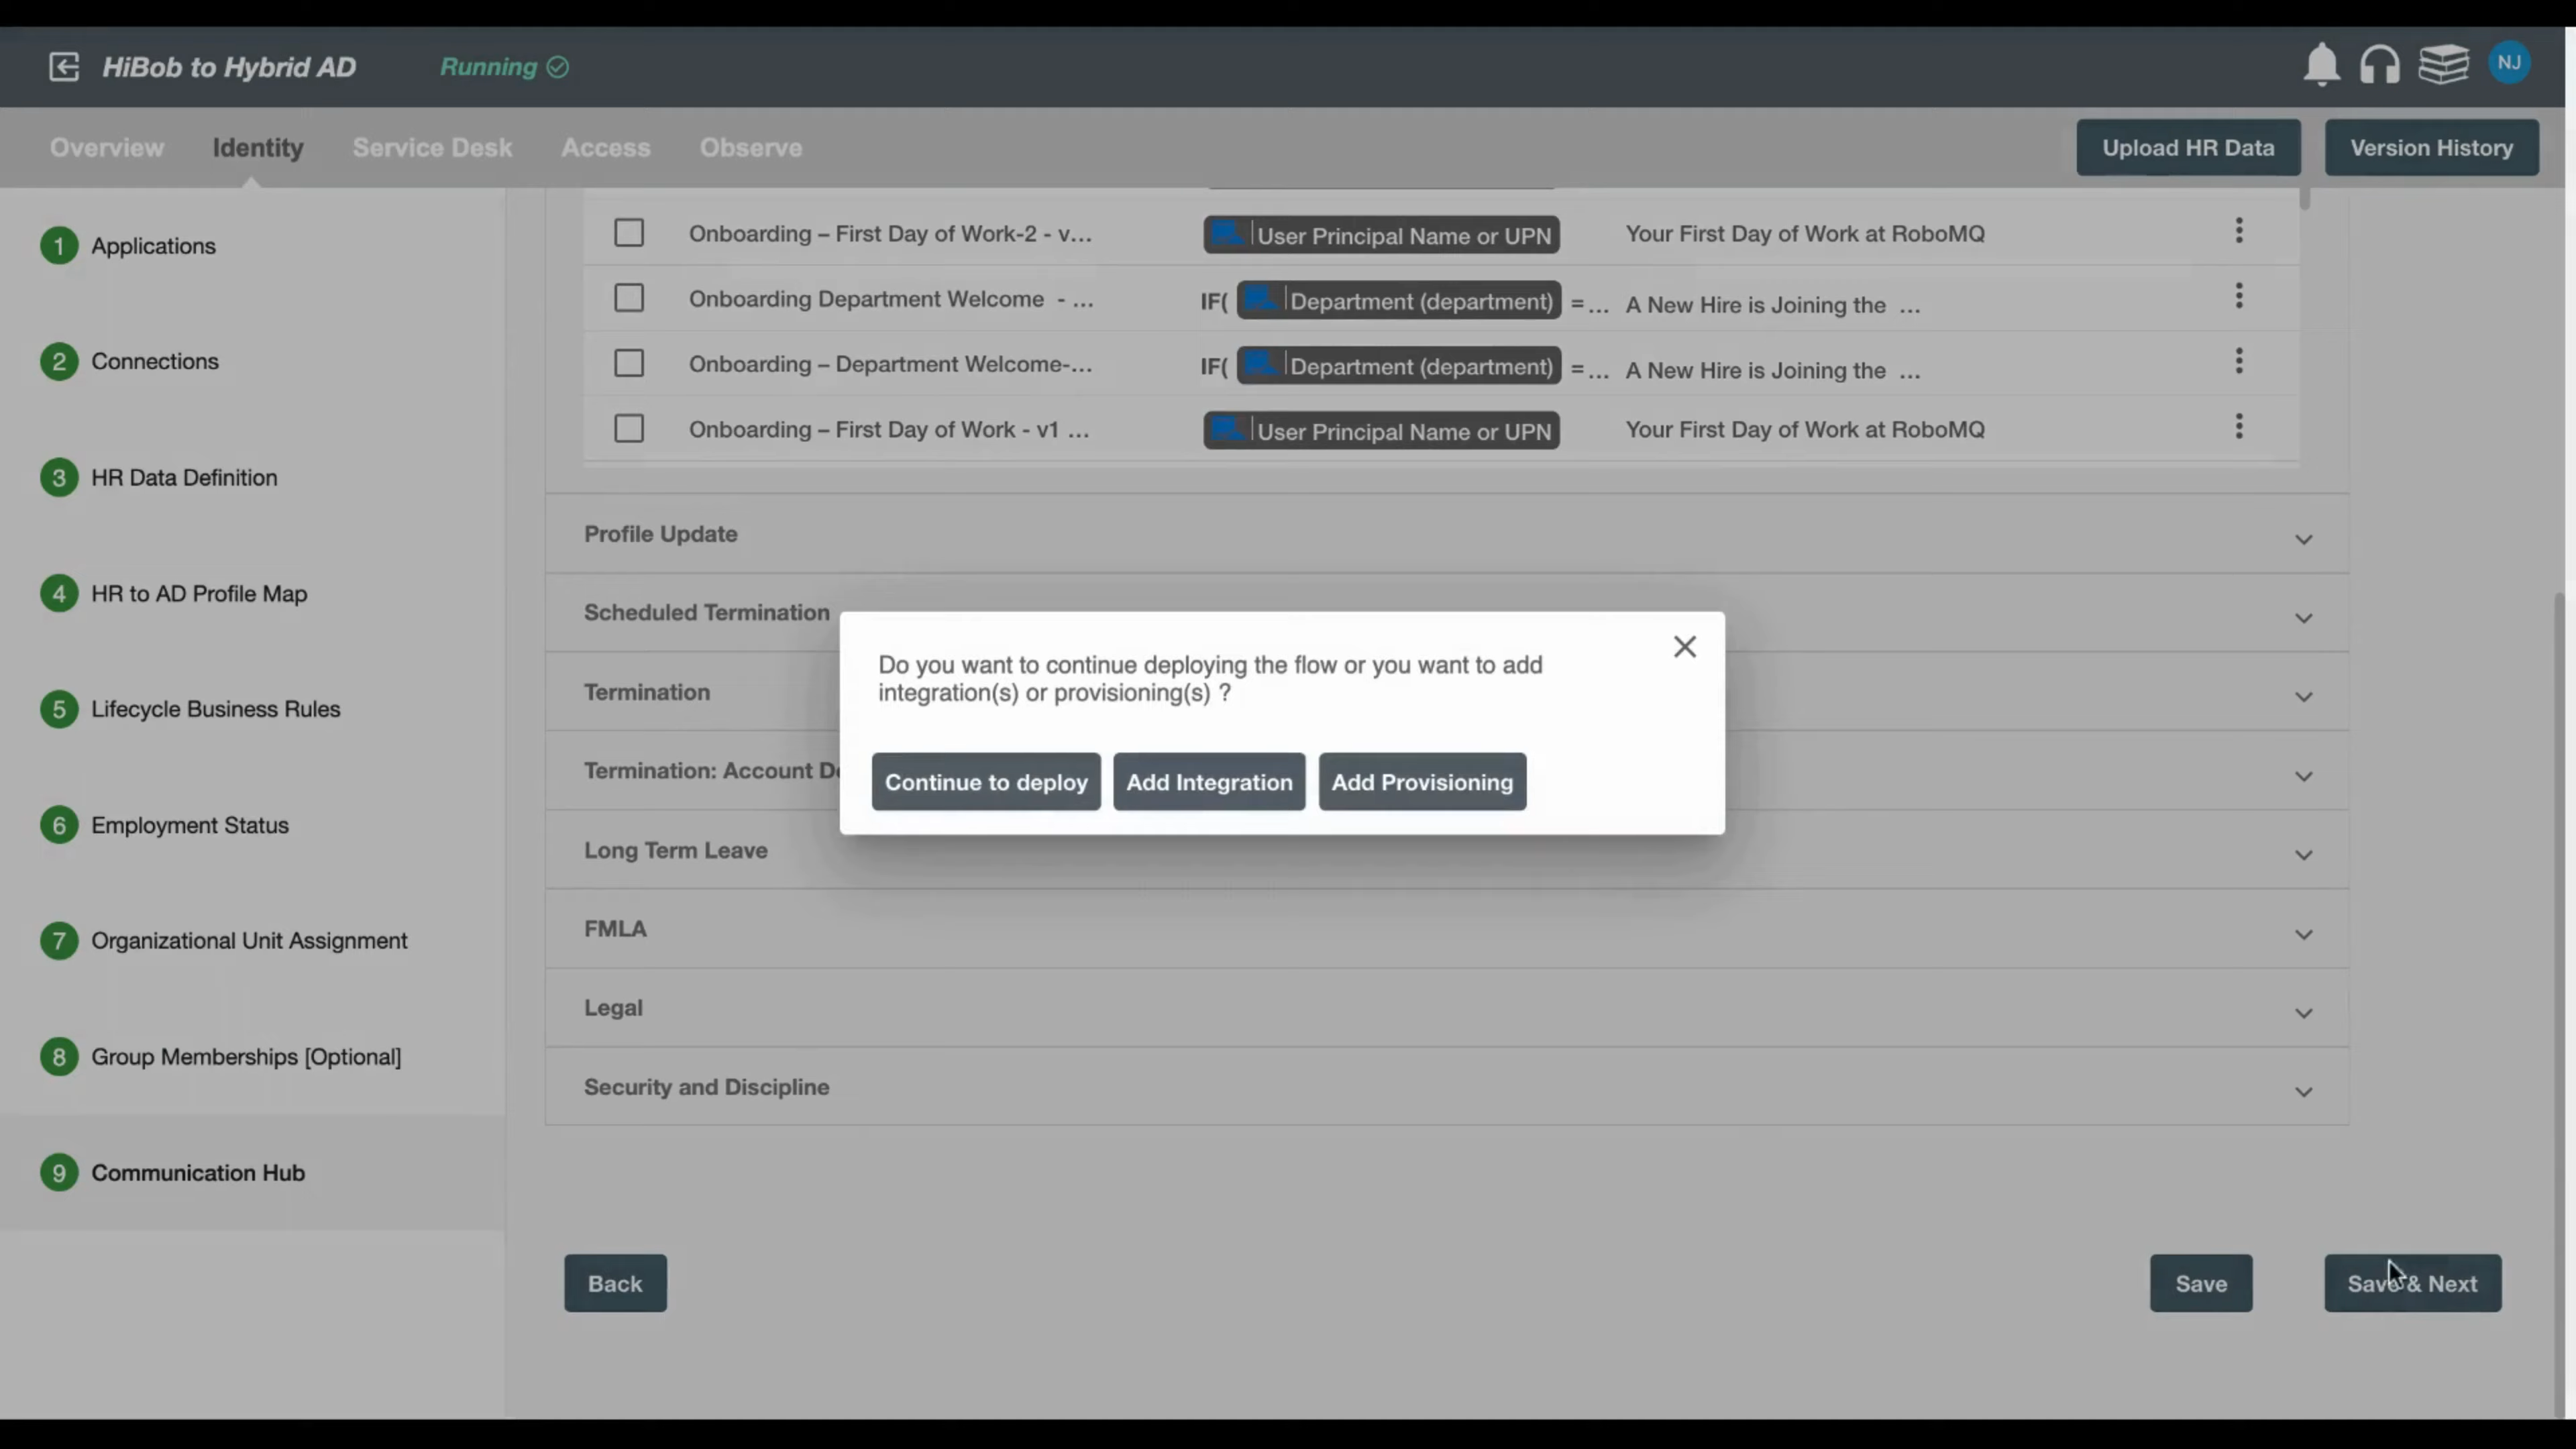 HiBob to Hybrid AD
Running
NJ
Overview
Identity
Service Desk
Access
Observe
Upload HR Data
Version History
1 Applications
2 Connections
3 HR Data Definition
4 HR to AD Profile Map
5 Lifecycle Business Rules
6 Employment Status
7 Organizational Unit Assignment
8 Group Memberships [Optional]
9 Communication Hub
Onboarding – First Day of Work-2 - v... User Principal Name or UPN Your First Day of Work at RoboMQ
Onboarding Department Welcome - ... IF( Department (department) = ... A New Hire is Joining the ...
Onboarding – Department Welcome-... IF( Department (department) = ... A New Hire is Joining the ...
Onboarding – First Day of Work - v1 ... User Principal Name or UPN Your First Day of Work at RoboMQ
Profile Update
Scheduled Termination
Termination
Termination: Account
Long Term Leave
FMLA
Legal
Security and Discipline
Do you want to continue deploying the flow or you want to add
integration(s) or provisioning(s) ?
Continue to deploy
Add Integration
Add Provisioning
Back
Save
Save & Next